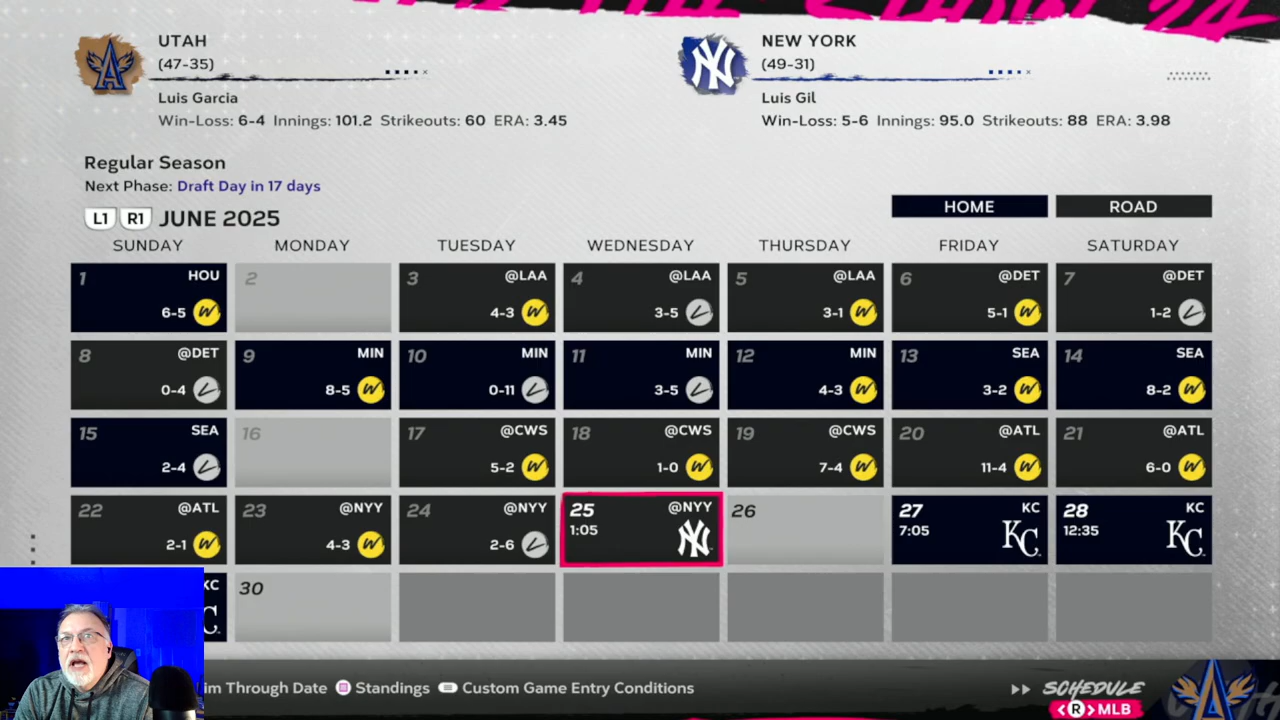 UTAH
(47-35)
Luis Garcia
Win-Loss: 6-4 Innings: 101.2 Strikeouts: 60 ERA: 3.45
NEW YORK
(49-31)
Luis Gil
Win-Loss: 5-6 Innings: 95.0 Strikeouts: 88 ERA: 3.98
Regular Season
Next Phase: Draft Day in 17 days
L1 R1 JUNE 2025
HOME ROAD
SUNDAY MONDAY TUESDAY WEDNESDAY THURSDAY FRIDAY SATURDAY
1 HOU 2 3 @LAA 4 @LAA 5 @LAA 6 @DET 7 @DET
6-5 W 4-3 W 3-5 L 3-1 W 5-1 W 1-2 L
8 @DET 9 MIN 10 MIN 11 MIN 12 MIN 13 SEA 14 SEA
0-4 L 8-5 W 0-11 L 3-5 L 4-3 W 3-2 W 8-2 W
15 SEA 16 17 @CWS 18 @CWS 19 @CWS 20 @ATL 21 @ATL
2-4 L 5-2 W 1-0 W 7-4 W 11-4 W 6-0 W
22 @ATL 23 @NYY 24 @NYY 25 @NYY 26 27 KC 28 KC
2-1 W 4-3 W 2-6 L 1:05 NY 7:05 KC 12:35 KC
KC 30
Through Date Standings Custom Game Entry Conditions
SCHEDULE
R MLB